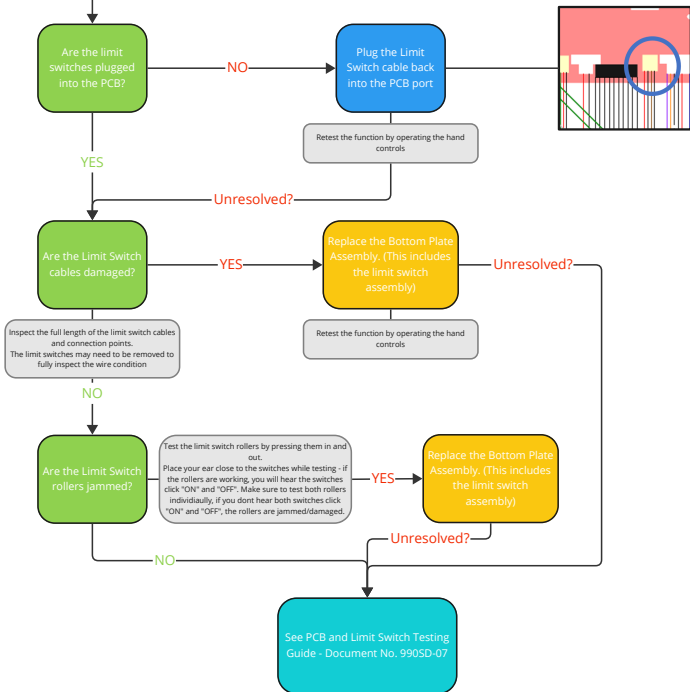 Are the limit
switches plugged
into the PCB?
NO
Plug the Limit
Switch cable back
into the PCB port
Retest the function by operating the hand
controls
YES
Unresolved?
Are the Limit Switch
cables damaged?
YES
Replace the Bottom Plate
Assembly. (This includes
the limit switch
assembly)
Unresolved?
Inspect the full length of the limit switch cables
and connection points.
The limit switches may need to be removed to
fully inspect the wire condition
Retest the function by operating the hand
controls
NO
Are the Limit Switch
rollers jammed?
Test the limit switch rollers by pressing them in and
out.
Place your ear close to the switches while testing - if
the rollers are working, you will hear the switches
click "ON" and "OFF". Make sure to test both rollers
individiaully, if you dont hear both switches click
"ON" and "OFF", the rollers are jammed/damaged.
YES
Replace the Bottom Plate
Assembly. (This includes
the limit switch
assembly)
Unresolved?
NO
See PCB and Limit Switch Testing
Guide - Document No. 990SD-07